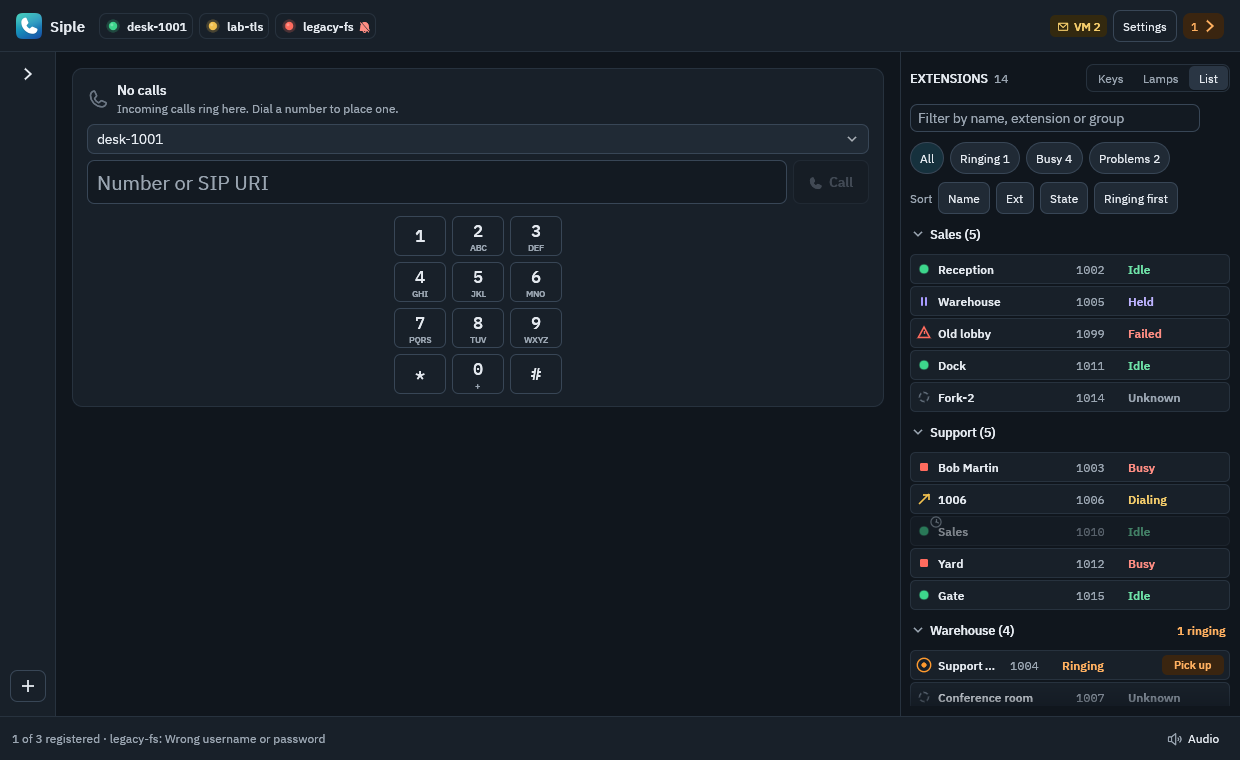 Siple desk-1001 lab-tls legacy-fs VM 2 Settings 1
No calls
Incoming calls ring here. Dial a number to place one.
desk-1001
Number or SIP URI Call
1 2 ABC 3 DEF
4 GHI 5 JKL 6 MNO
7 PQRS 8 TUV 9 WXYZ
* 0 + #
EXTENSIONS 14 Keys Lamps List
Filter by name, extension or group
All Ringing 1 Busy 4 Problems 2
Sort Name Ext State Ringing first
Sales (5)
Reception 1002 Idle
Warehouse 1005 Held
Old lobby 1099 Failed
Dock 1011 Idle
Fork-2 1014 Unknown
Support (5)
Bob Martin 1003 Busy
1006 1006 Dialing
Sales 1010 Idle
Yard 1012 Busy
Gate 1015 Idle
Warehouse (4) 1 ringing
Support ... 1004 Ringing Pick up
Conference room 1007 Unknown
1 of 3 registered · legacy-fs: Wrong username or password Audio